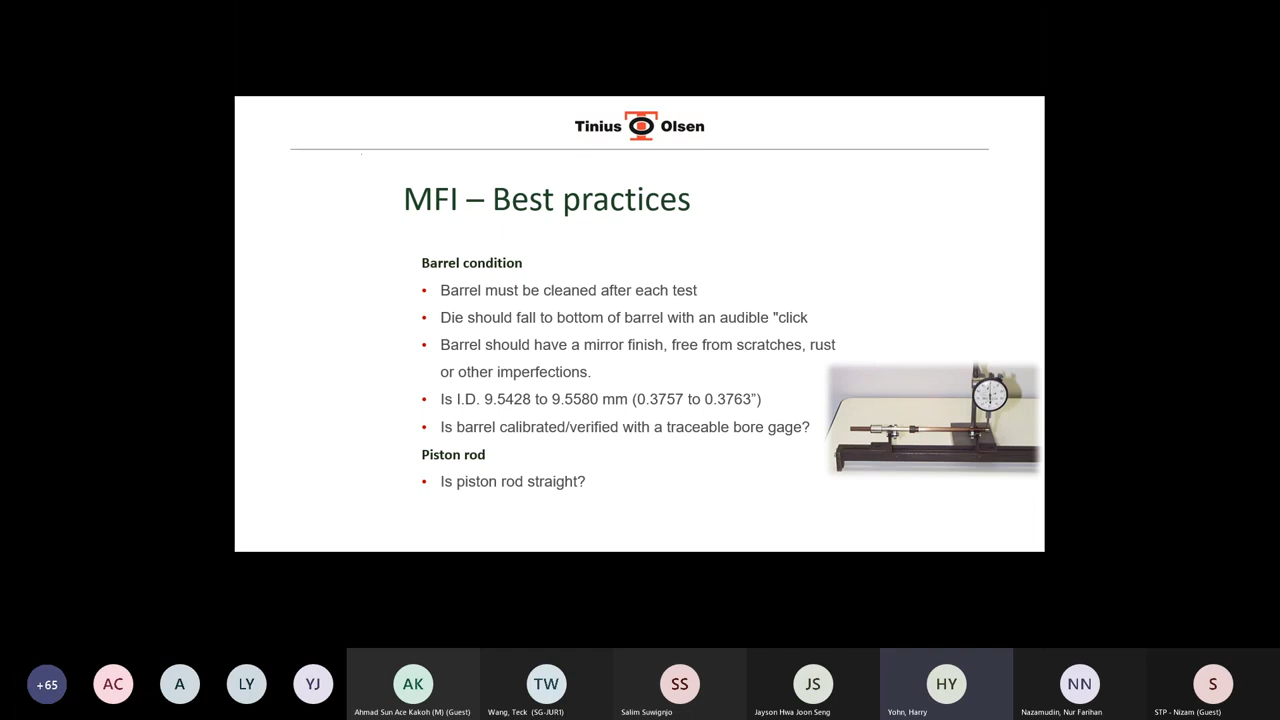 Tinius Olsen
MFI – Best practices
Barrel condition
• Barrel must be cleaned after each test
• Die should fall to bottom of barrel with an audible "click
• Barrel should have a mirror finish, free from scratches, rust
or other imperfections.
• Is I.D. 9.5428 to 9.5580 mm (0.3757 to 0.3763”)
• Is barrel calibrated/verified with a traceable bore gage?
Piston rod
• Is piston rod straight?
+65 AC A LY YJ AK TW SS JS HY NN S
Ahmad Sun Ace Kakoh (M) (Guest) Wang, Teck (SG-JUR1) Salim Suwignjo Jayson Hwa Joon Seng Yohn, Harry Nazamudin, Nur Farihan STP - Nizam (Guest)